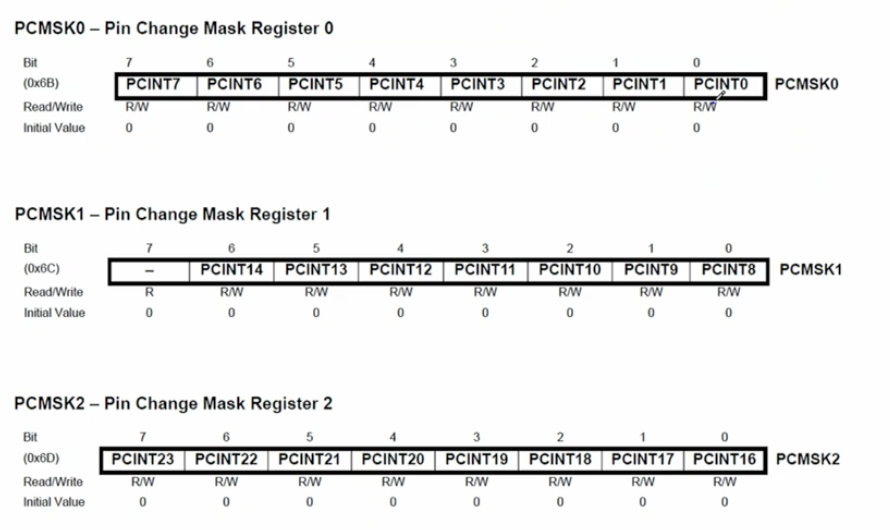 PCMSK0 – Pin Change Mask Register 0
Bit 7 6 5 4 3 2 1 0
(0x6B) PCINT7 PCINT6 PCINT5 PCINT4 PCINT3 PCINT2 PCINT1 PCINT0 PCMSK0
Read/Write R/W R/W R/W R/W R/W R/W R/W R/W
Initial Value 0 0 0 0 0 0 0 0
PCMSK1 – Pin Change Mask Register 1
Bit 7 6 5 4 3 2 1 0
(0x6C) – PCINT14 PCINT13 PCINT12 PCINT11 PCINT10 PCINT9 PCINT8 PCMSK1
Read/Write R R/W R/W R/W R/W R/W R/W R/W
Initial Value 0 0 0 0 0 0 0 0
PCMSK2 – Pin Change Mask Register 2
Bit 7 6 5 4 3 2 1 0
(0x6D) PCINT23 PCINT22 PCINT21 PCINT20 PCINT19 PCINT18 PCINT17 PCINT16 PCMSK2
Read/Write R/W R/W R/W R/W R/W R/W R/W R/W
Initial Value 0 0 0 0 0 0 0 0